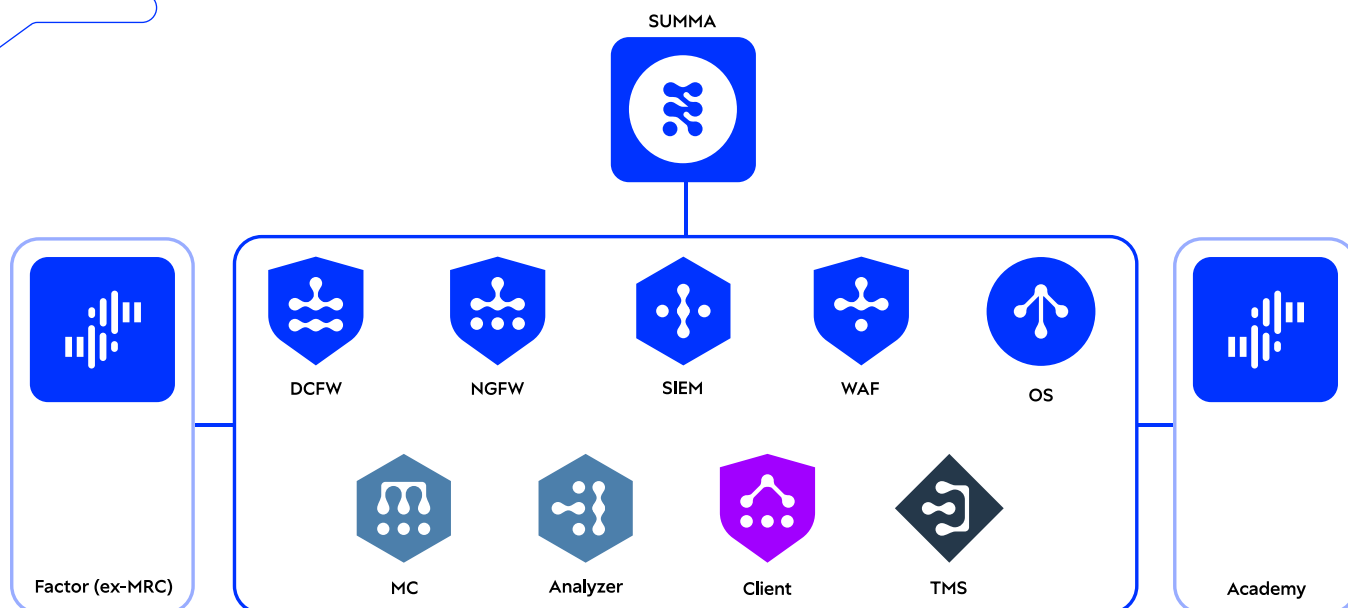 SUMMA
DCFW
NGFW
SIEM
WAF
OS
MC
Analyzer
Client
TMS
Factor (ex-MRC)
Academy